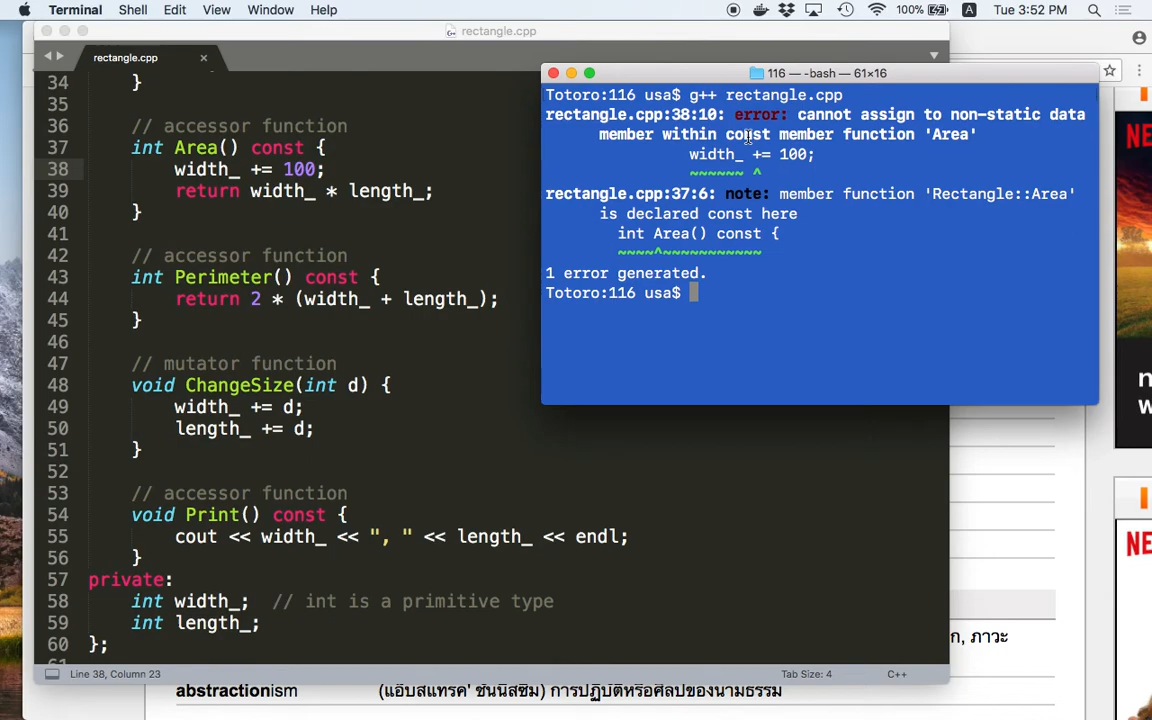 Terminal Shell Edit View Window Help 100% A Tue 3:52 PM
rectangle.cpp
rectangle.cpp ×
34 }
35
36 // accessor function
37 int Area() const {
38 width_ += 100;
39 return width_ * length_;
40 }
41
42 // accessor function
43 int Perimeter() const {
44 return 2 * (width_ + length_);
45 }
46
47 // mutator function
48 void ChangeSize(int d) {
49 width_ += d;
50 length_ += d;
51 }
52
53 // accessor function
54 void Print() const {
55 cout << width_ << ", " << length_ << endl;
56 }
57 private:
58 int width_;  // int is a primitive type
59 int length_;
60 };
Line 38, Column 23 Tab Size: 4 C++
116 — -bash — 61×16
Totoro:116 usa$ g++ rectangle.cpp
rectangle.cpp:38:10: error: cannot assign to non-static data
member within const member function 'Area'
width_ += 100;
~~~~~~ ^
rectangle.cpp:37:6: note: member function 'Rectangle::Area'
is declared const here
int Area() const {
~~~~^~~~~~~~~~~~
1 error generated.
Totoro:116 usa$
ก, ภาวะ
abstractionism (แอ็บสแทรค' ชันนิสซึม) การปฏิบัติหรือศิลปของนามธรรม
NE